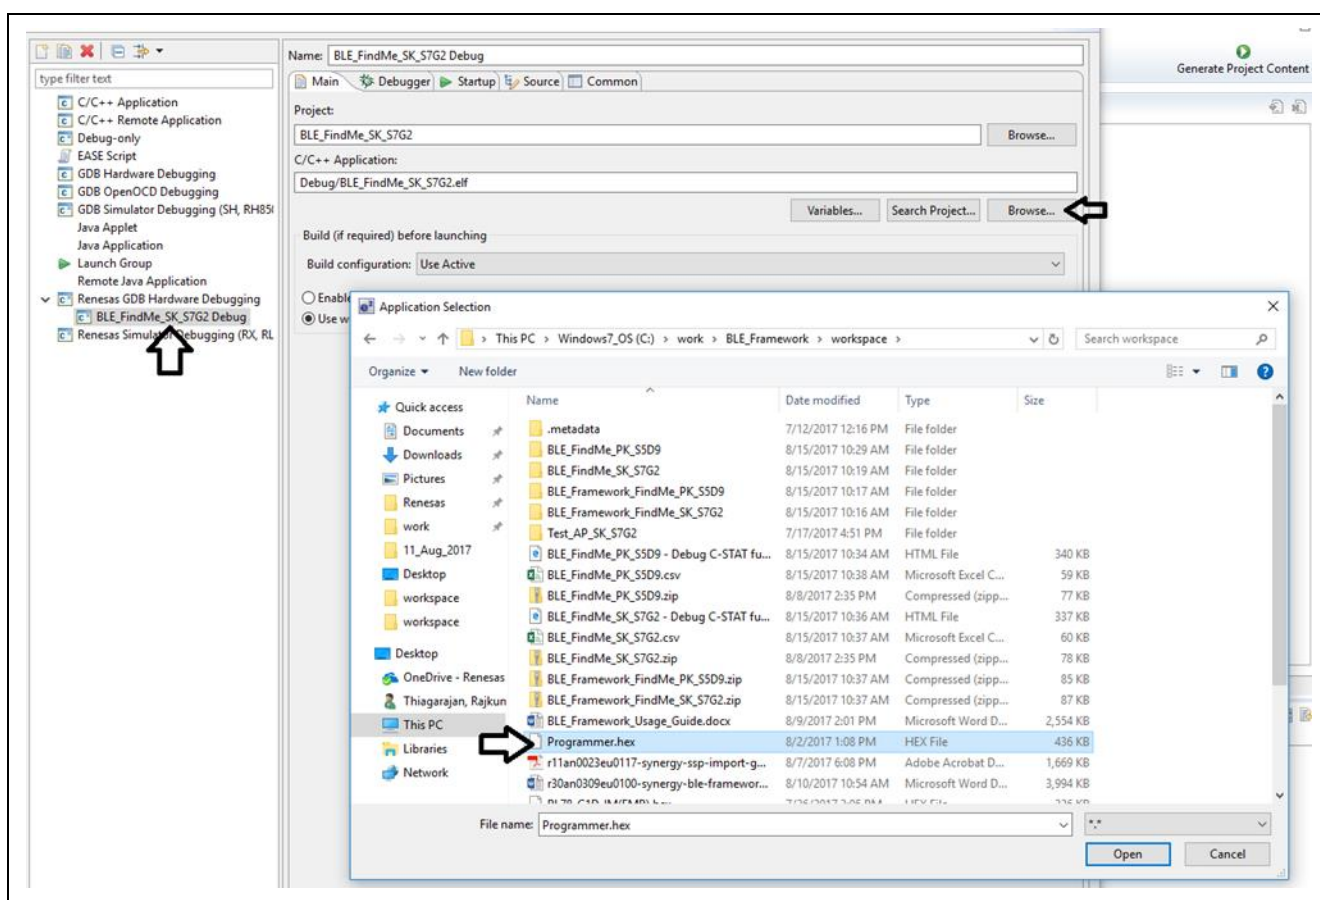 Name: BLE_FindMe_SK_S7G2 Debug
Generate Project Content
type filter text
Main Debugger Startup Source Common
C/C++ Application
C/C++ Remote Application
Debug-only
EASE Script
GDB Hardware Debugging
GDB OpenOCD Debugging
GDB Simulator Debugging (SH, RH85
Java Applet
Java Application
Launch Group
Remote Java Application
Renesas GDB Hardware Debugging
BLE_FindMe_SK_S7G2 Debug
Renesas Simulator Debugging (RX, RL
Project:
BLE_FindMe_SK_S7G2 Browse...
C/C++ Application:
Debug/BLE_FindMe_SK_S7G2.elf
Variables... Search Project... Browse...
Build (if required) before launching
Build configuration: Use Active
Enable
Use w
Application Selection
This PC > Windows7_OS (C:) > work > BLE_Framework > workspace >
Search workspace
Organize New folder
Quick access
Documents
Downloads
Pictures
Renesas
work
11_Aug_2017
Desktop
workspace
workspace
Desktop
OneDrive - Renesas
Thiagarajan, Rajkun
This PC
Libraries
Network
Name Date modified Type Size
.metadata 7/12/2017 12:16 PM File folder
BLE_FindMe_PK_S5D9 8/15/2017 10:29 AM File folder
BLE_FindMe_SK_S7G2 8/15/2017 10:19 AM File folder
BLE_Framework_FindMe_PK_S5D9 8/15/2017 10:17 AM File folder
BLE_Framework_FindMe_SK_S7G2 8/15/2017 10:16 AM File folder
Test_AP_SK_S7G2 7/17/2017 4:51 PM File folder
BLE_FindMe_PK_S5D9 - Debug C-STAT fu... 8/15/2017 10:34 AM HTML File 340 KB
BLE_FindMe_PK_S5D9.csv 8/15/2017 10:38 AM Microsoft Excel C... 59 KB
BLE_FindMe_PK_S5D9.zip 8/8/2017 2:35 PM Compressed (zipp... 77 KB
BLE_FindMe_SK_S7G2 - Debug C-STAT fu... 8/15/2017 10:36 AM HTML File 337 KB
BLE_FindMe_SK_S7G2.csv 8/15/2017 10:37 AM Microsoft Excel C... 60 KB
BLE_FindMe_SK_S7G2.zip 8/8/2017 2:35 PM Compressed (zipp... 78 KB
BLE_Framework_FindMe_PK_S5D9.zip 8/15/2017 10:37 AM Compressed (zipp... 85 KB
BLE_Framework_FindMe_SK_S7G2.zip 8/15/2017 10:37 AM Compressed (zipp... 87 KB
BLE_Framework_Usage_Guide.docx 8/9/2017 2:01 PM Microsoft Word D... 2,554 KB
Programmer.hex 8/2/2017 1:08 PM HEX File 436 KB
r11an0023eu0117-synergy-ssp-import-g... 8/7/2017 6:08 PM Adobe Acrobat D... 1,669 KB
r30an0309eu0100-synergy-ble-framewor... 8/10/2017 10:54 AM Microsoft Word D... 3,994 KB
File name: Programmer.hex *.*
Open Cancel